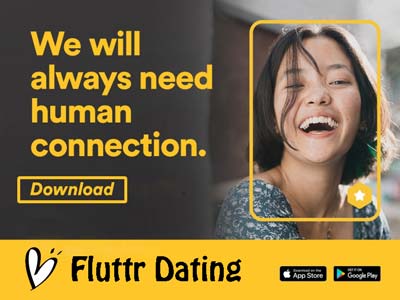 We will
always need
human
connection.
Download
Fluttr Dating
Download on the
App Store
GET IT ON
Google Play